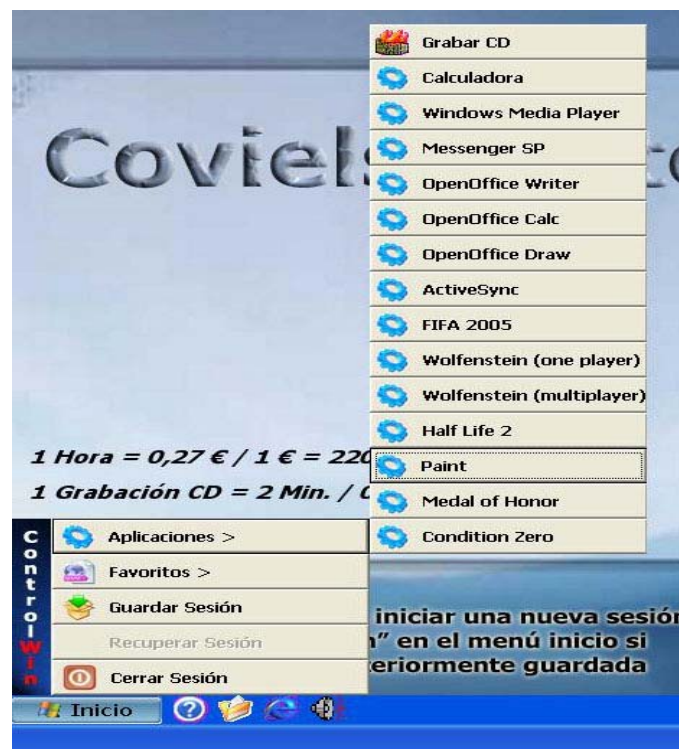 Grabar CD
Calculadora
Windows Media Player
Messenger SP
OpenOffice Writer
OpenOffice Calc
OpenOffice Draw
ActiveSync
FIFA 2005
Wolfenstein (one player)
Wolfenstein (multiplayer)
Half Life 2
Paint
Medal of Honor
Condition Zero
Coviel
1 Hora = 0,27 € / 1 € = 220
1 Grabación CD = 2 Min. /
ControlWin
Aplicaciones >
Favoritos >
Guardar Sesión
Recuperar Sesión
Cerrar Sesión
iniciar una nueva sesión
" en el menú inicio si
eriormente guardada
Inicio